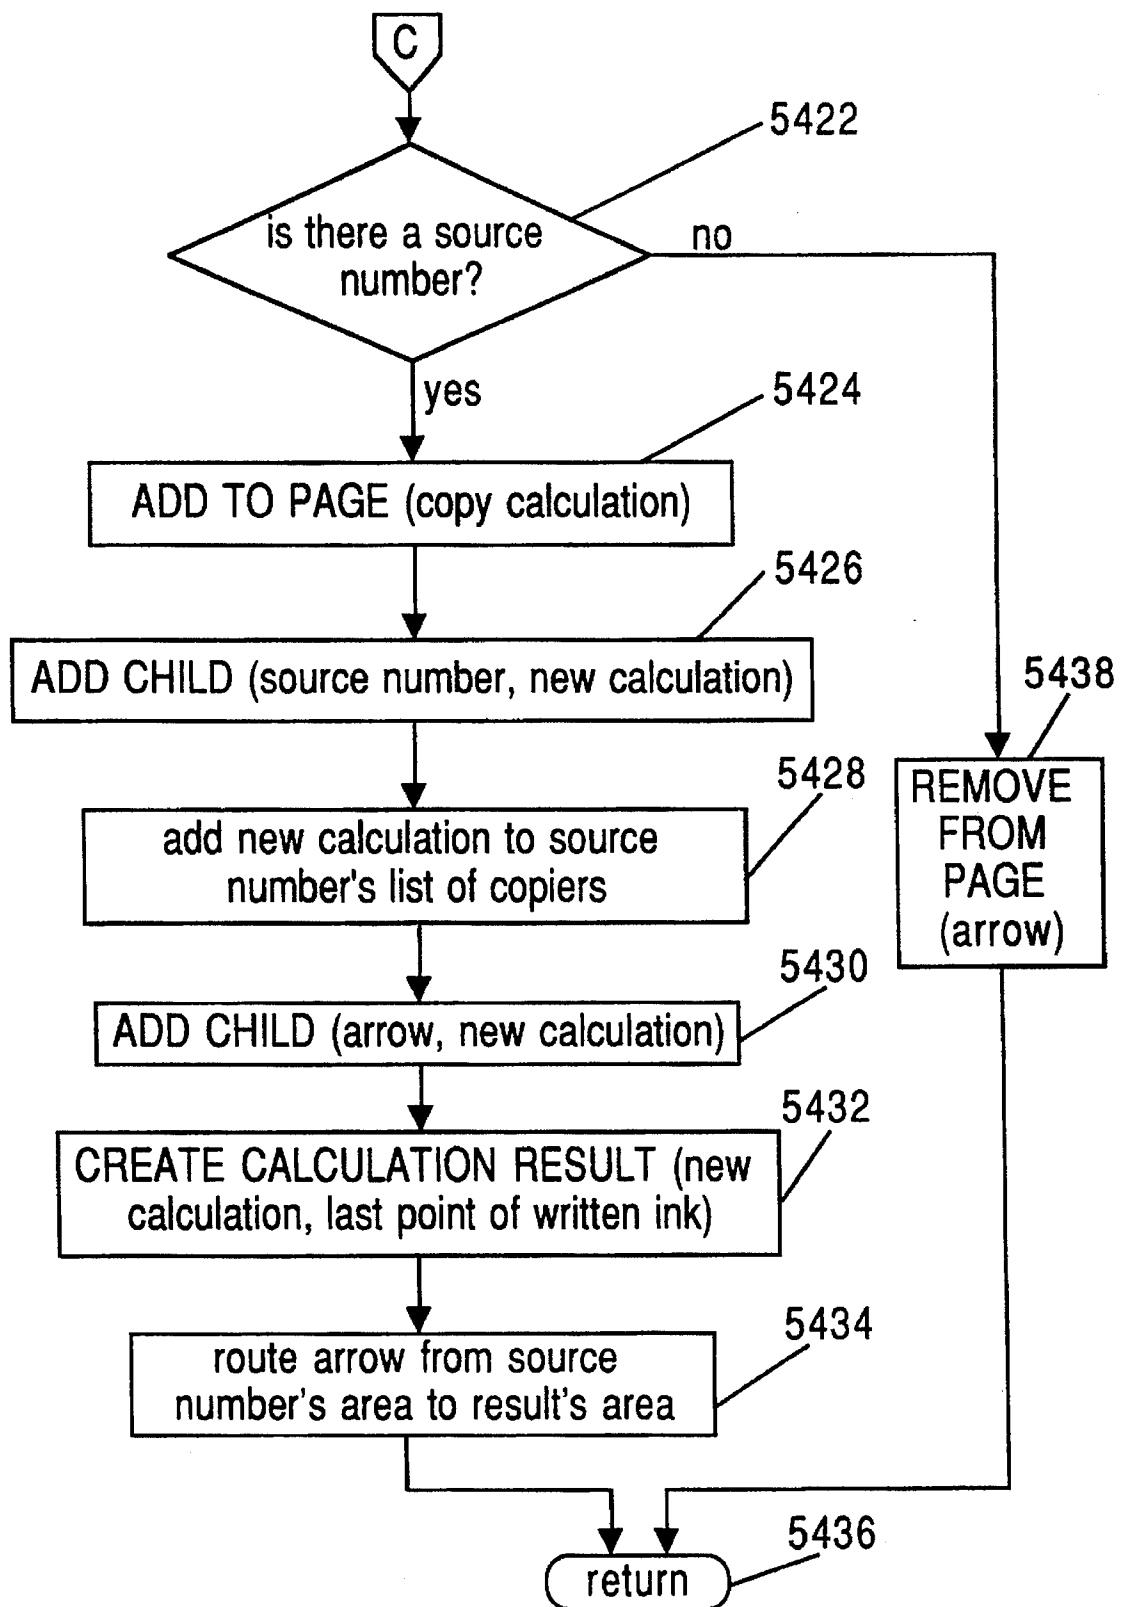 C
5422
is there a source
number?
no
yes
5424
ADD TO PAGE (copy calculation)
5426
ADD CHILD (source number, new calculation)
5438
REMOVE
FROM
PAGE
(arrow)
5428
add new calculation to source
number's list of copiers
5430
ADD CHILD (arrow, new calculation)
5432
CREATE CALCULATION RESULT (new
calculation, last point of written ink)
5434
route arrow from source
number's area to result's area
5436
return